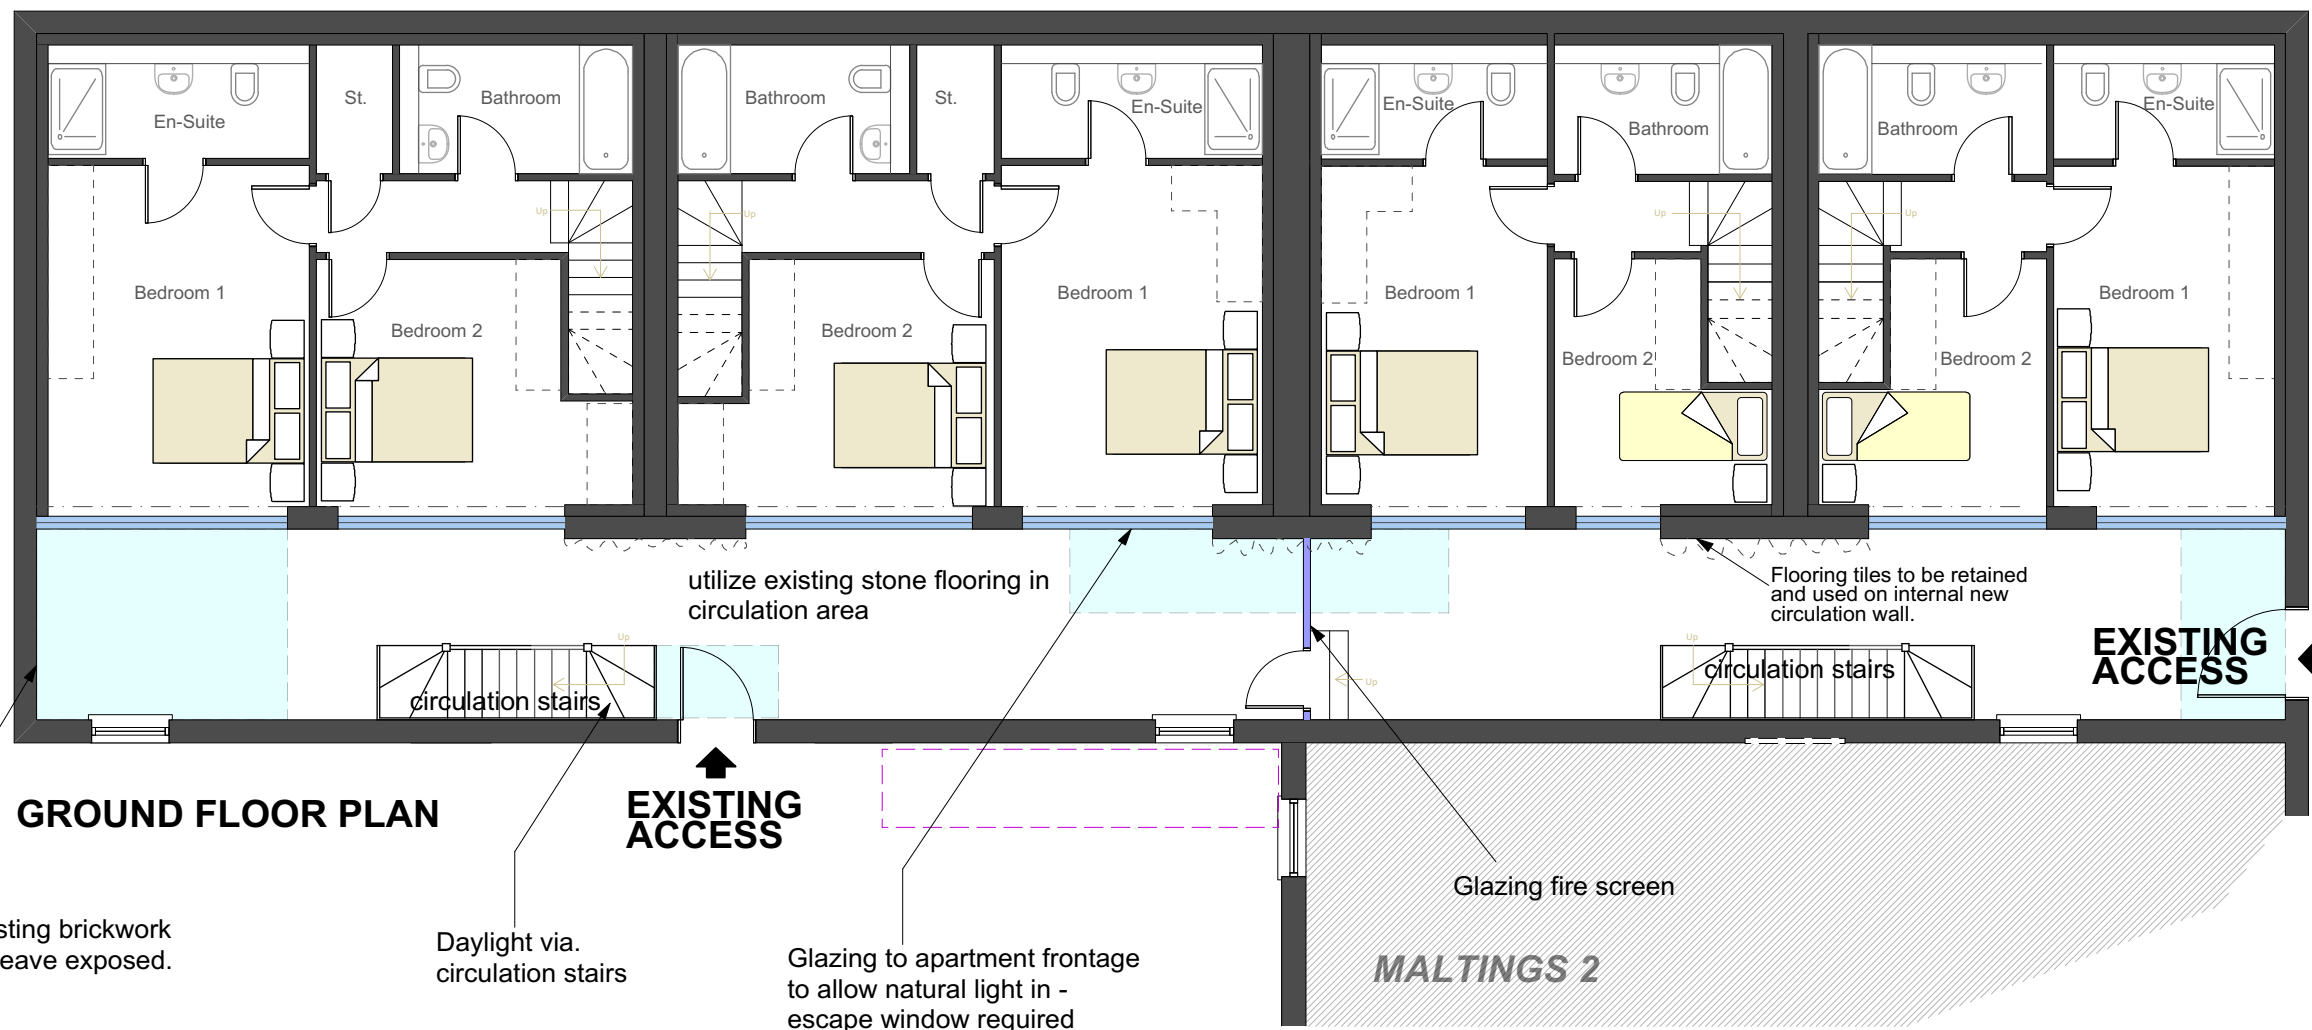 En-Suite
St.
Bathroom
Bathroom
St.
En-Suite
En-Suite
Bathroom
Bathroom
En-Suite
Up
Up
Up
Up
Bedroom 1
Bedroom 2
Bedroom 2
Bedroom 1
Bedroom 1
Bedroom 2
Bedroom 2
Bedroom 1
utilize existing stone flooring in
circulation area
Flooring tiles to be retained
and used on internal new
circulation wall.
Up
circulation stairs
Up
Up
circulation stairs
EXISTING
ACCESS
GROUND FLOOR PLAN
EXISTING
ACCESS
sting brickwork
eave exposed.
Daylight via.
circulation stairs
Glazing to apartment frontage
to allow natural light in -
escape window required
Glazing fire screen
MALTINGS 2